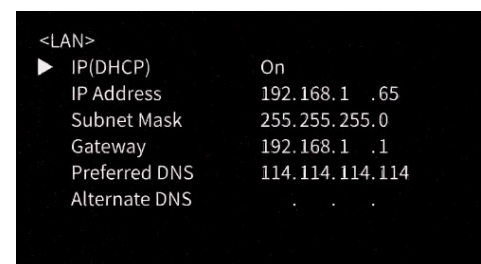 <LAN>
▶ IP(DHCP) On
IP Address 192.168.1 .65
Subnet Mask 255.255.255.0
Gateway 192.168.1 .1
Preferred DNS 114.114.114.114
Alternate DNS . . .